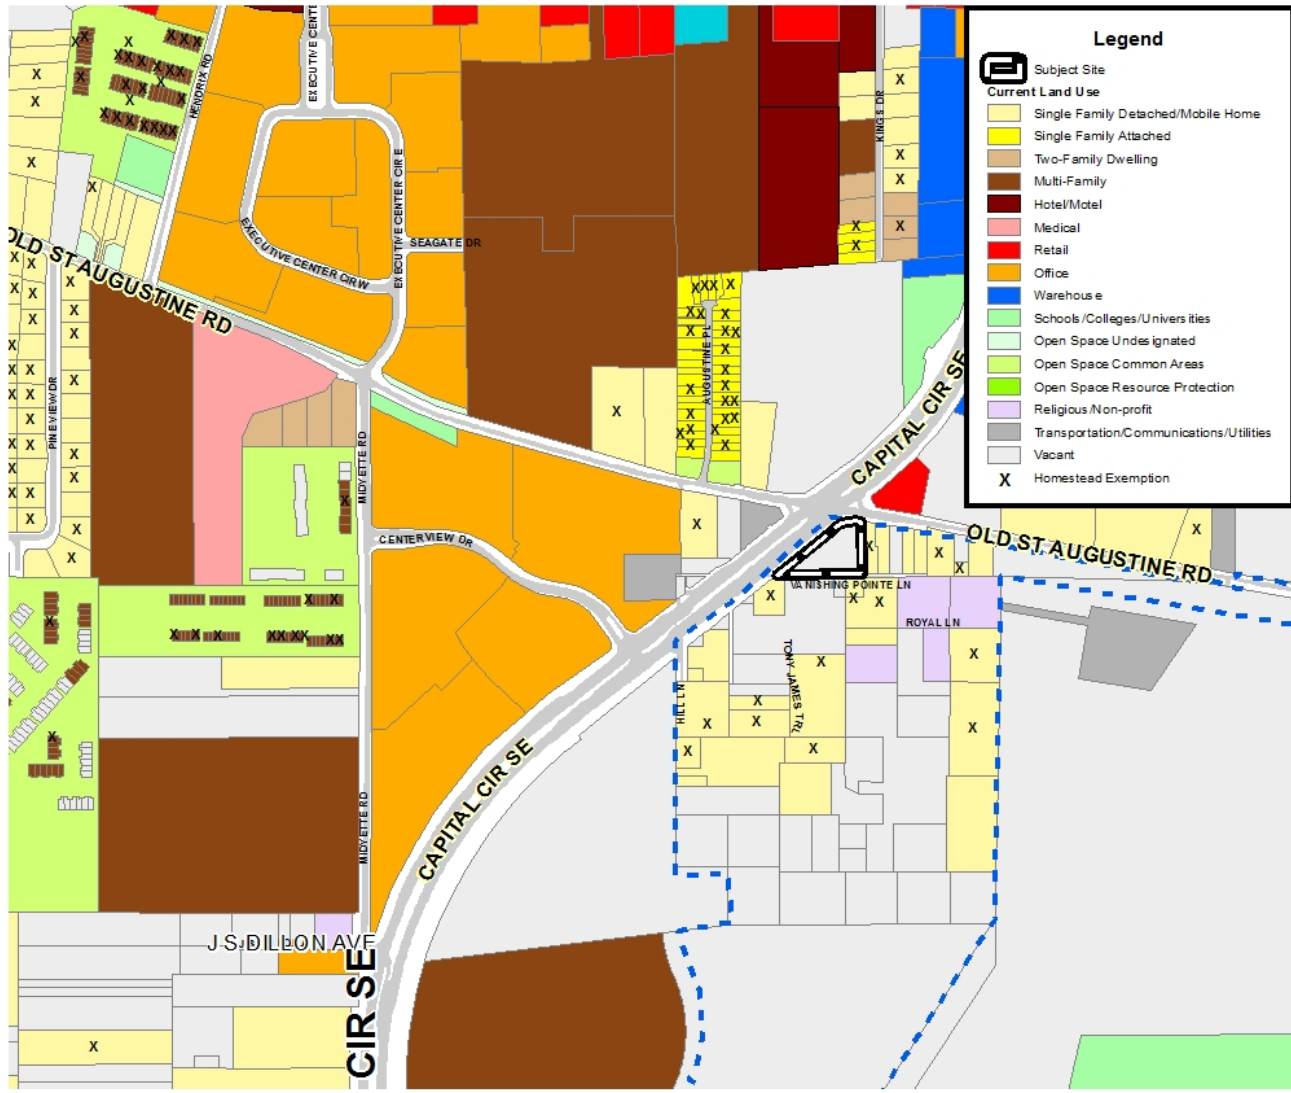 Legend
Subject Site
Current Land Use
Single Family Detached/Mobile Home
Single Family Attached
Two-Family Dwelling
Multi-Family
Hotel/Motel
Medical
Retail
Office
Warehouse
Schools/Colleges/Universities
Open Space Undesignated
Open Space Common Areas
Open Space Resource Protection
Religious/Non-profit
Transportation/Communications/Utilities
Vacant
X Homestead Exemption
HENDRIX RD
EXECUTIVE CENT
KINGS DR
EXECUTIVE CENTER CIR E
EXECUTIVE CENTER CIR W
SEAGATE DR
OLD ST AUGUSTINE RD
AUGUSTINE PL
PINEVIEW DR
MIDYETTE RD
CAPITAL CIR SE
CENTERVIEW DR
OLD ST AUGUSTINE RD
VANISHING POINTE LN
ROYAL LN
TONY JAMES TRL
HILL LN
CAPITAL CIR SE
MIDYETTE RD
J S DILLON AVE
CIR SE